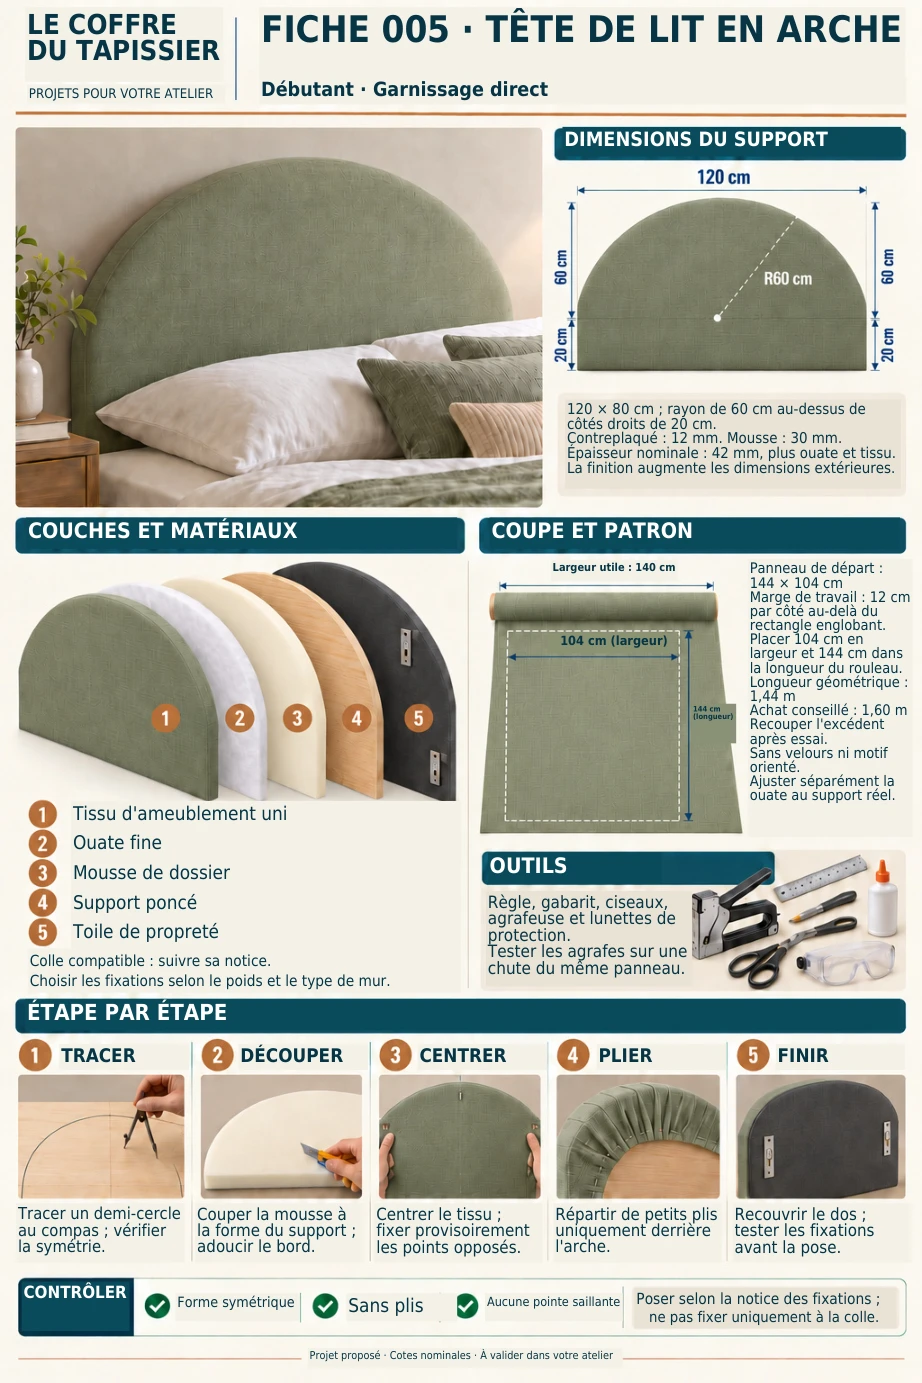 LE COFFRE
DU TAPISSIER
PROJETS POUR VOTRE ATELIER
FICHE 005 · TÊTE DE LIT EN ARCHE
Débutant · Garnissage direct
DIMENSIONS DU SUPPORT
120 cm
60 cm
R60 cm
60 cm
20 cm
20 cm
120 × 80 cm ; rayon de 60 cm au-dessus de
côtés droits de 20 cm.
Contreplaqué : 12 mm. Mousse : 30 mm.
Épaisseur nominale : 42 mm, plus ouate et tissu.
La finition augmente les dimensions extérieures.
COUCHES ET MATÉRIAUX
1 2 3 4 5
1 Tissu d'ameublement uni
2 Ouate fine
3 Mousse de dossier
4 Support poncé
5 Toile de propreté
Colle compatible : suivre sa notice.
Choisir les fixations selon le poids et le type de mur.
COUPE ET PATRON
Largeur utile : 140 cm
104 cm (largeur)
144 cm
(longueur)
Panneau de départ :
144 × 104 cm
Marge de travail : 12 cm
par côté au-delà du
rectangle englobant.
Placer 104 cm en
largeur et 144 cm dans
la longueur du rouleau.
Longueur géométrique :
1,44 m
Achat conseillé : 1,60 m
Recouper l'excédent
après essai.
Sans velours ni motif
orienté.
Ajuster séparément la
ouate au support réel.
OUTILS
Règle, gabarit, ciseaux,
agrafeuse et lunettes de
protection.
Tester les agrafes sur une
chute du même panneau.
ÉTAPE PAR ÉTAPE
1 TRACER
Tracer un demi-cercle
au compas ; vérifier
la symétrie.
2 DÉCOUPER
Couper la mousse à
la forme du support ;
adoucir le bord.
3 CENTRER
Centrer le tissu ;
fixer provisoirement
les points opposés.
4 PLIER
Répartir de petits plis
uniquement derrière
l'arche.
5 FINIR
Recouvrir le dos ;
tester les fixations
avant la pose.
CONTRÔLER
Forme symétrique
Sans plis
Aucune pointe saillante
Poser selon la notice des fixations ;
ne pas fixer uniquement à la colle.
Projet proposé · Cotes nominales · À valider dans votre atelier